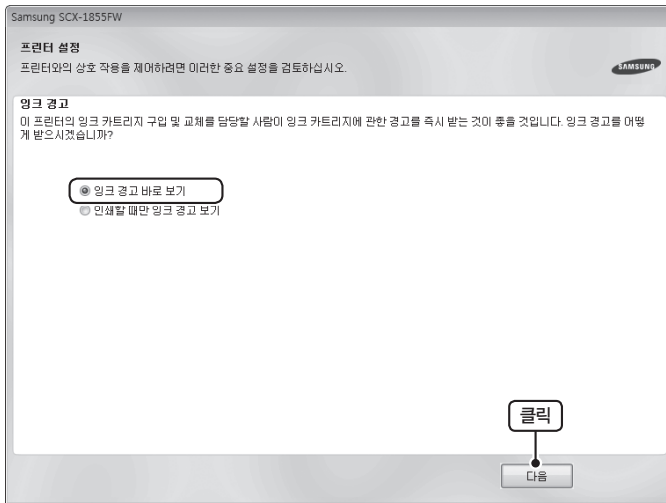 Samsung SCX-1855FW
프린터 설정
프린터와의 상호 작용을 제어하려면 이러한 중요 설정을 검토하십시오.
SAMSUNG
잉크 경고
이 프린터의 잉크 카트리지 구입 및 교체를 담당할 사람이 잉크 카트리지에 관한 경고를 즉시 받는 것이 좋을 것입니다. 잉크 경고를 어떻
게 받으시겠습니까?
잉크 경고 바로 보기
인쇄할 때만 잉크 경고 보기
클릭
다음